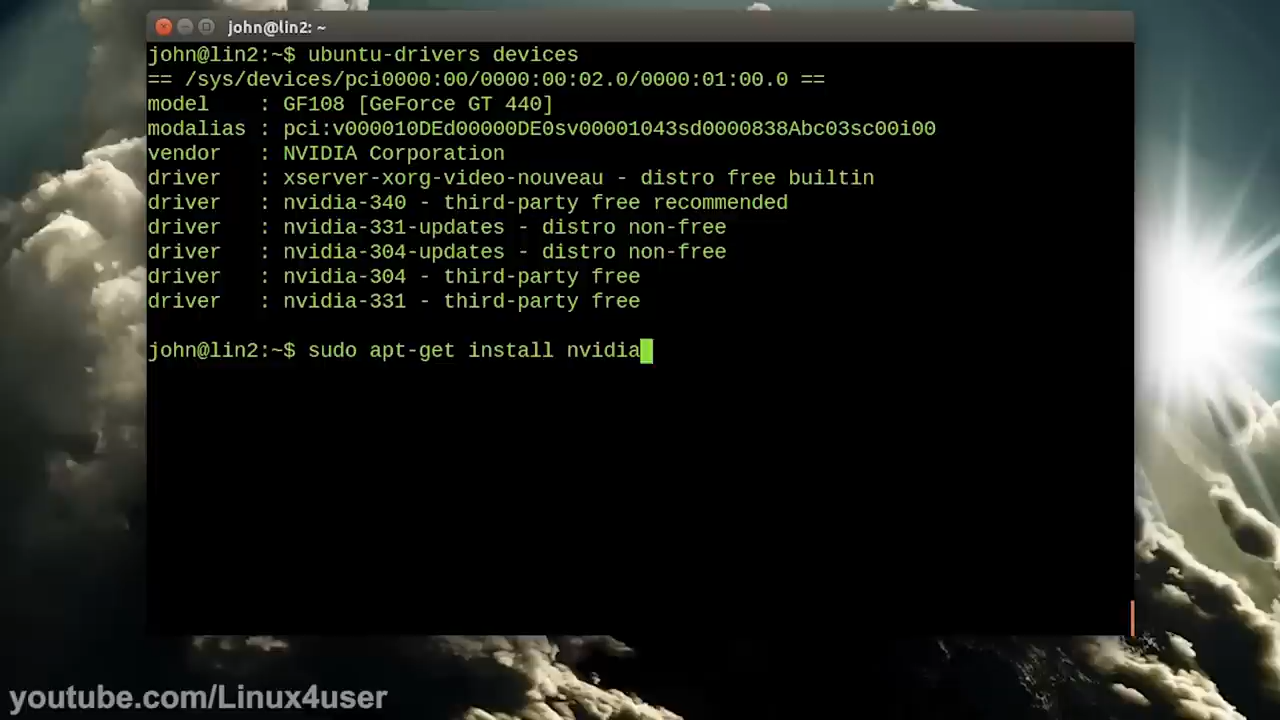 john@lin2: ~
john@lin2:~$ ubuntu-drivers devices
== /sys/devices/pci0000:00/0000:00:02.0/0000:01:00.0 ==
model    : GF108 [GeForce GT 440]
modalias : pci:v000010DEd00000DE0sv00001043sd0000838Abc03sc00i00
vendor   : NVIDIA Corporation
driver   : xserver-xorg-video-nouveau - distro free builtin
driver   : nvidia-340 - third-party free recommended
driver   : nvidia-331-updates - distro non-free
driver   : nvidia-304-updates - distro non-free
driver   : nvidia-304 - third-party free
driver   : nvidia-331 - third-party free
john@lin2:~$ sudo apt-get install nvidia
youtube.com/Linux4user